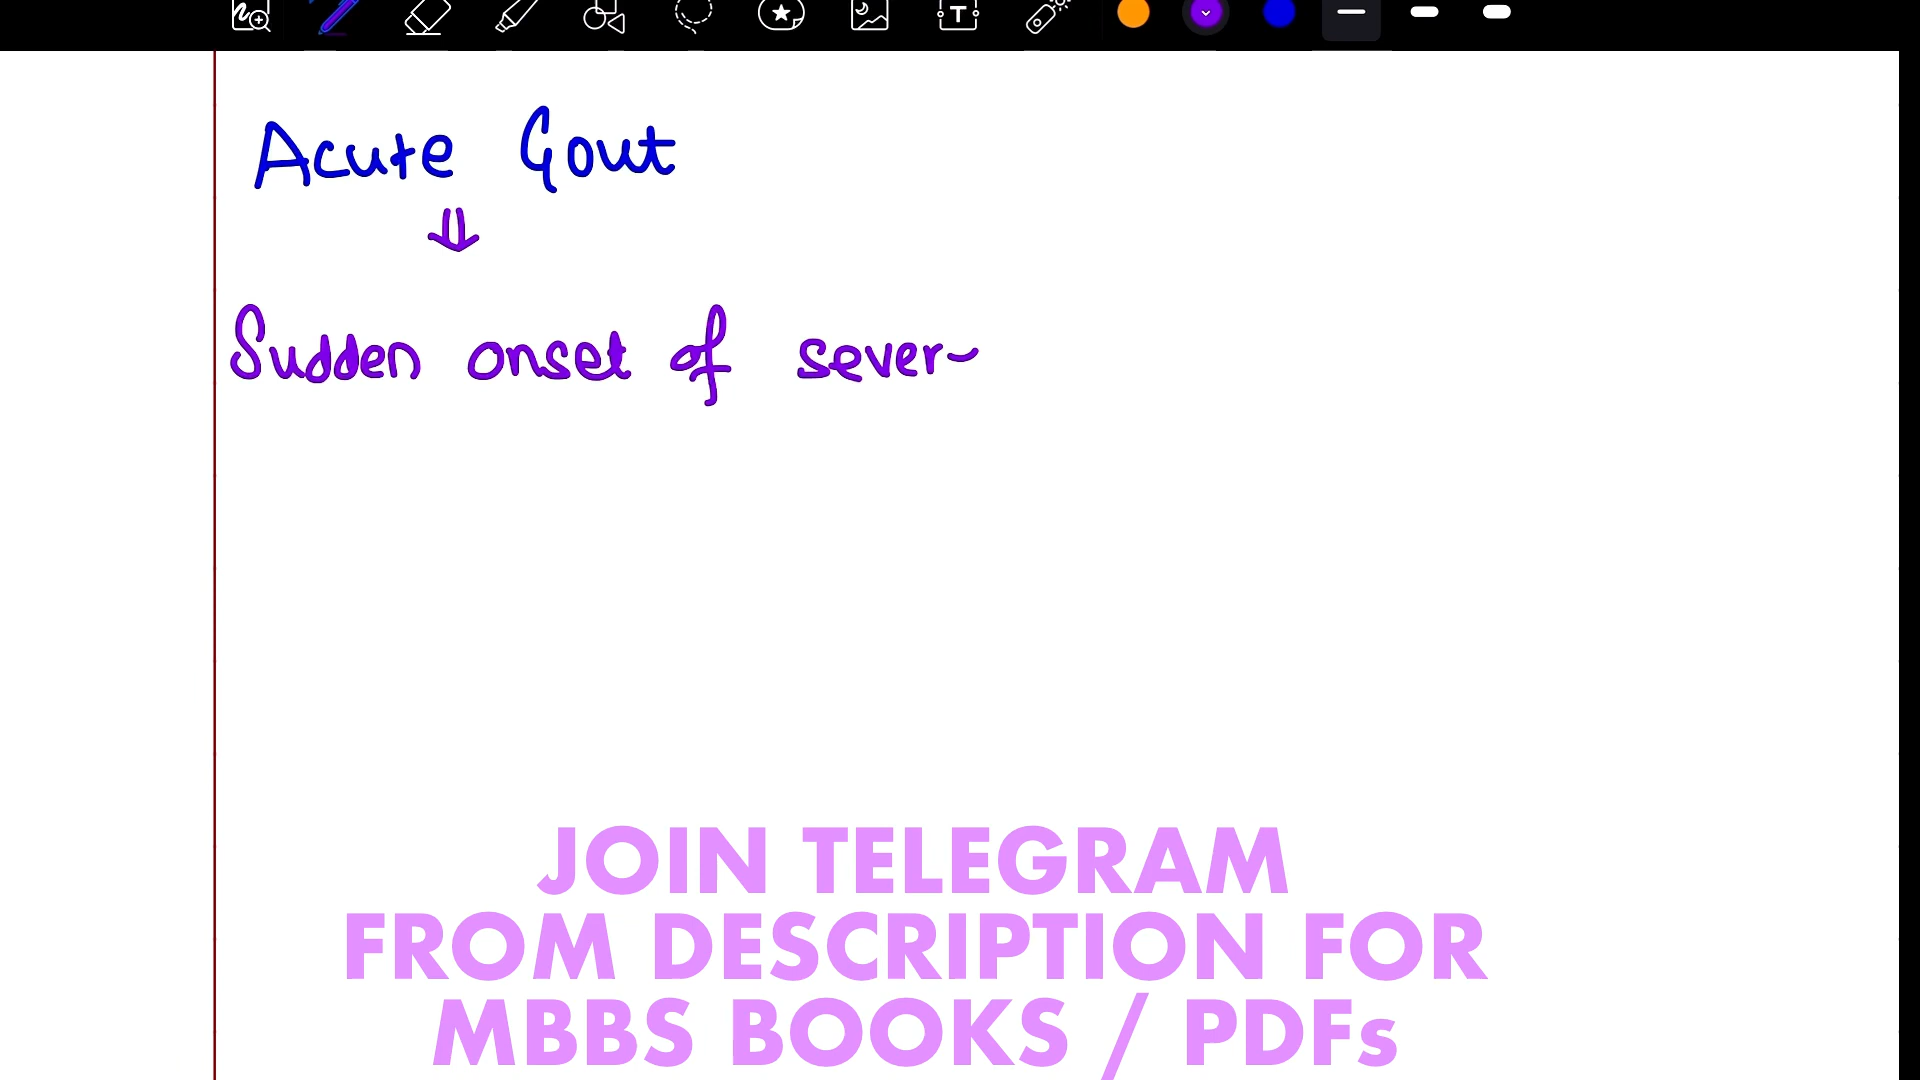 Acute Gout
⇓
Sudden onset of sever
JOIN TELEGRAM
FROM DESCRIPTION FOR
MBBS BOOKS / PDFs